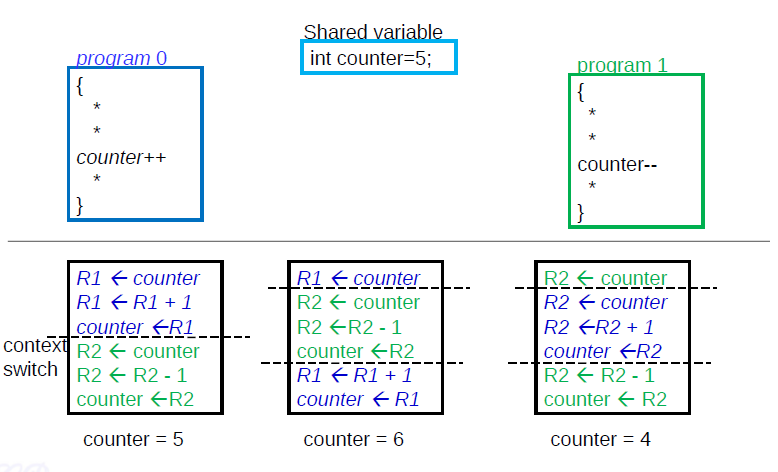 Shared variable
int counter=5;
program 0
{
*
*
counter++
*
}
program 1
{
*
*
counter--
*
}
R1 ← counter
R1 ← R1 + 1
counter ←R1
R2 ← counter
R2 ← R2 - 1
counter ←R2
context
switch
counter = 5
R1 ← counter
R2 ← counter
R2 ←R2 - 1
counter ←R2
R1 ← R1 + 1
counter ← R1
counter = 6
R2 ← counter
R2 ← counter
R2 ←R2 + 1
counter ←R2
R2 ← R2 - 1
counter ← R2
counter = 4